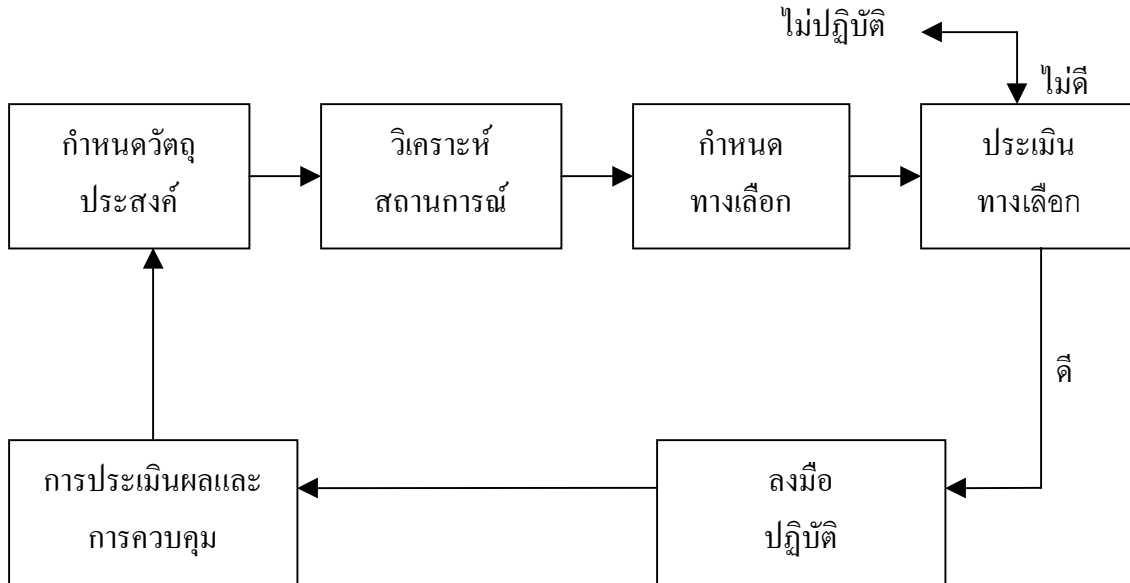 ไม่ปฏิบัติ
ไม่ดี
กำหนดวัตถุ
ประสงค์
วิเคราะห์
สถานการณ์
กำหนด
ทางเลือก
ประเมิน
ทางเลือก
ดี
ลงมือ
ปฏิบัติ
การประเมินผลและ
การควบคุม